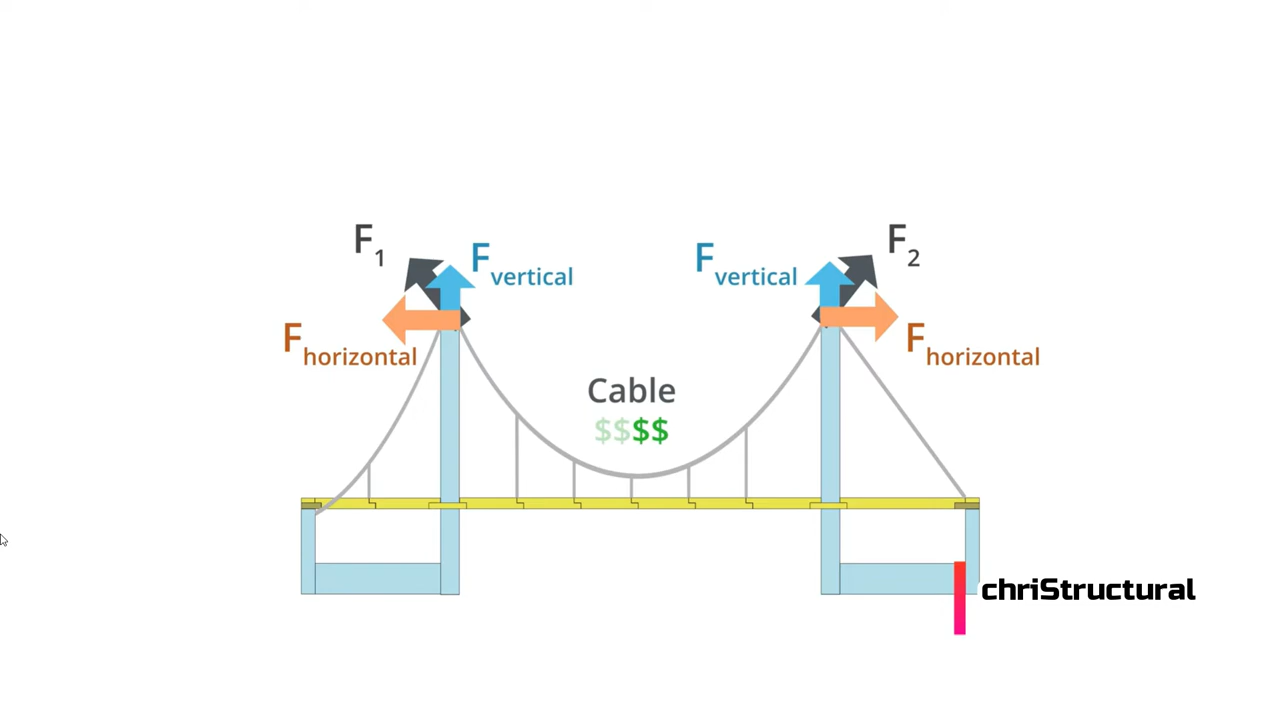 F1
Fvertical
Fvertical
F2
Fhorizontal
Fhorizontal
Cable
$$$$
chriStructural